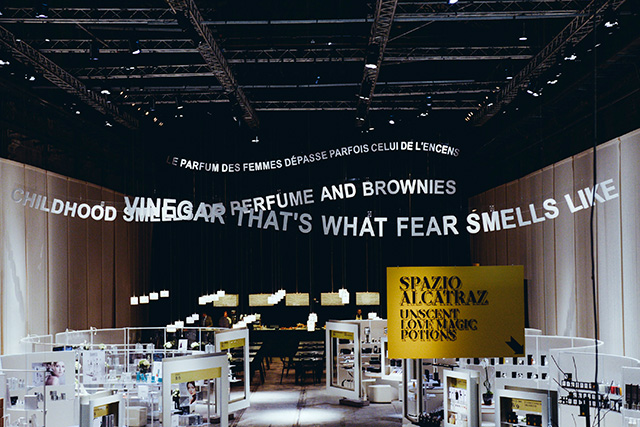 LE PARFUM DES FEMMES DÉPASSE PARFOIS CELUI DE L'ENCENS
CHILDHOOD SMELLS OF PERFUME AND BROWNIES
VINEGAR THAT'S WHAT FEAR SMELLS LIKE
SPAZIO
ALCATRAZ
UNSCENT
LOVE MAGIC
POTIONS